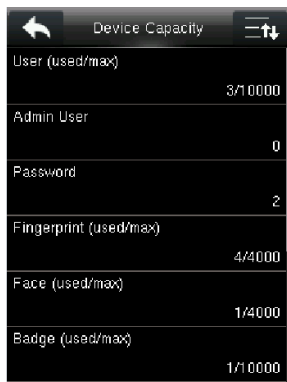 Device Capacity
User (used/max)
3/10000
Admin User
0
Password
2
Fingerprint (used/max)
4/4000
Face (used/max)
1/4000
Badge (used/max)
1/10000